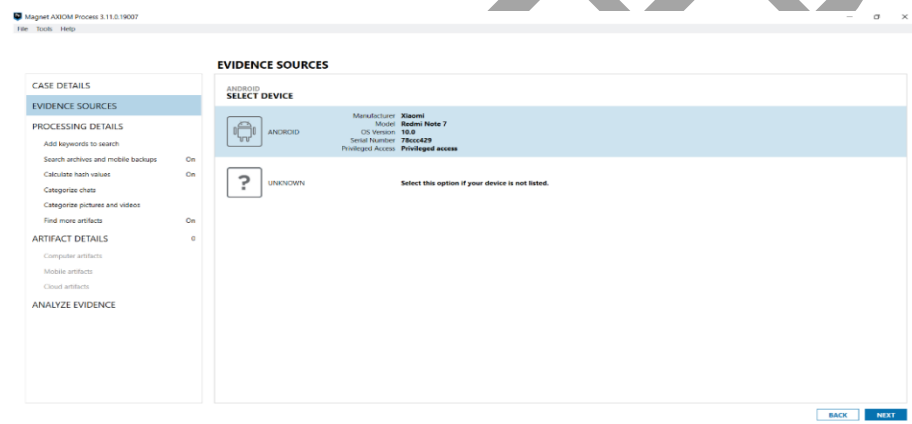 Magnet AXIOM Process 3.11.0.19007
File Tools Help
EVIDENCE SOURCES
CASE DETAILS
EVIDENCE SOURCES
PROCESSING DETAILS
Add keywords to search
Search archives and mobile backups On
Calculate hash values On
Categorize chats
Categorize pictures and videos
Find more artifacts On
ARTIFACT DETAILS 0
Computer artifacts
Mobile artifacts
Cloud artifacts
ANALYZE EVIDENCE
ANDROID
SELECT DEVICE
ANDROID
Manufacturer Xiaomi
Model Redmi Note 7
OS Version 10.0
Serial Number 78ccc429
Privileged Access Privileged access
?
UNKNOWN Select this option if your device is not listed.
BACK NEXT